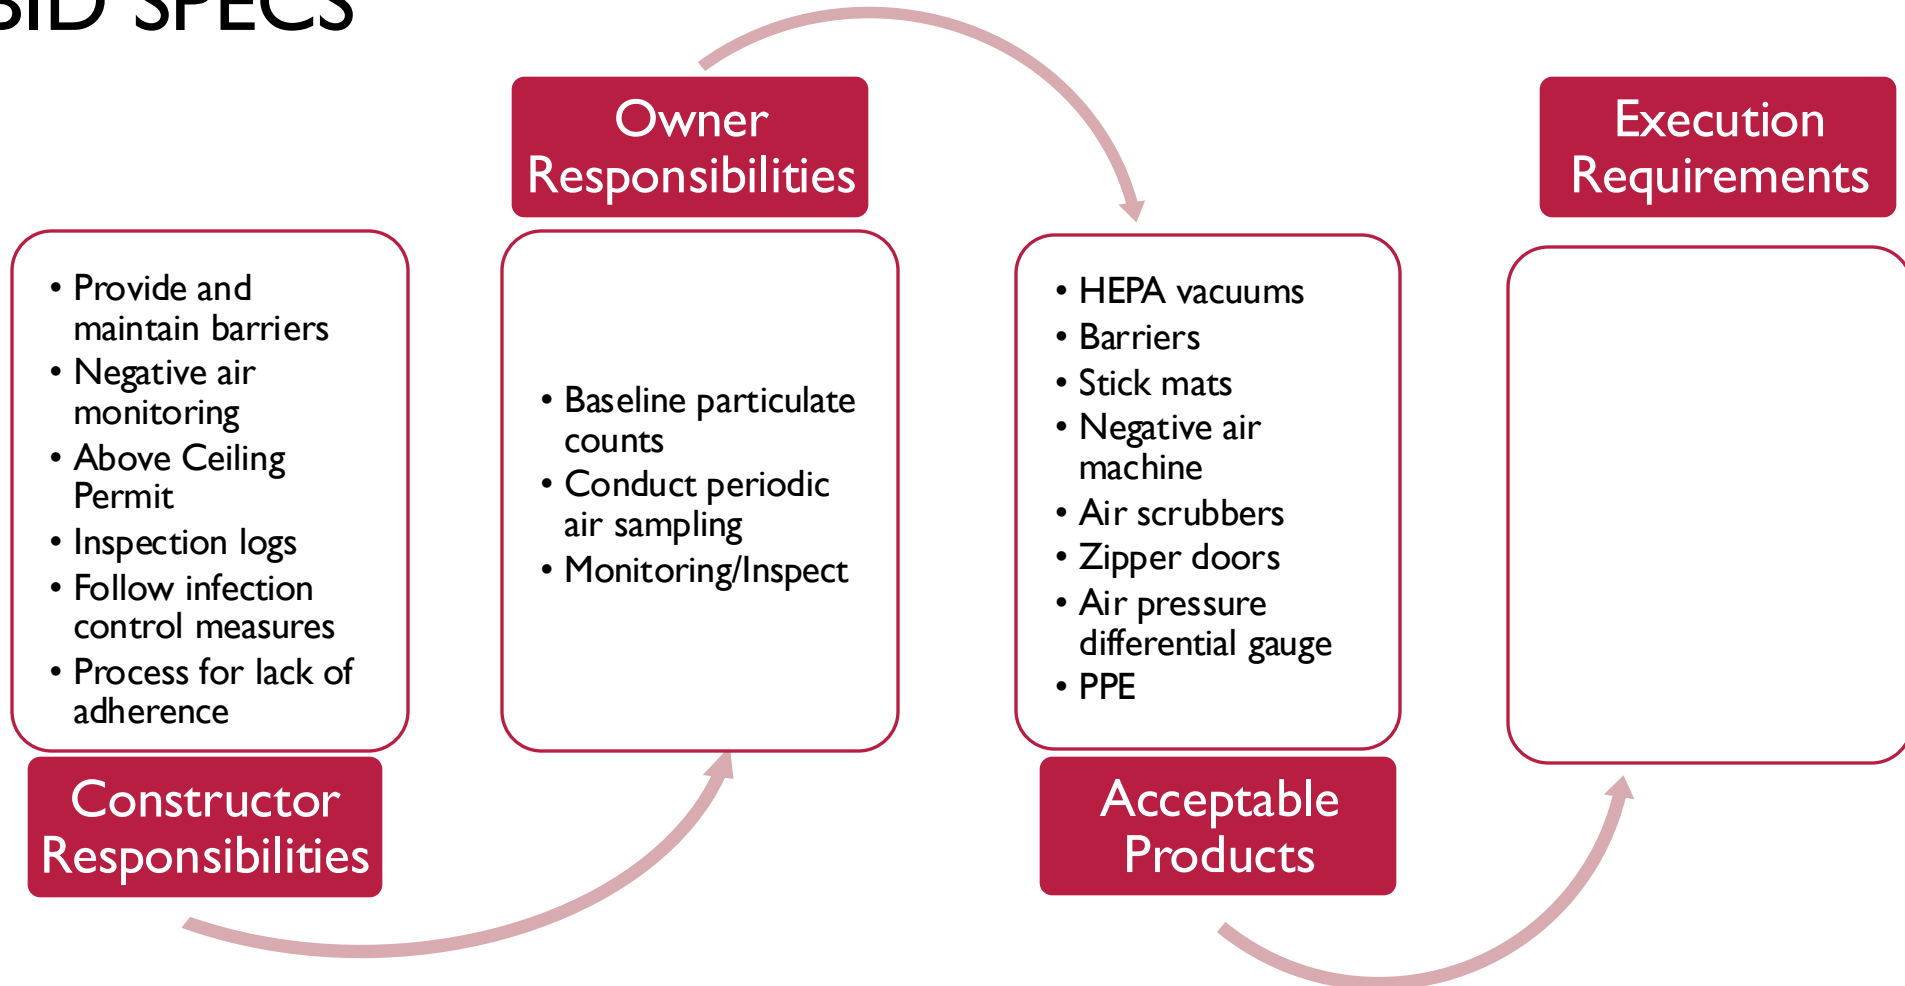 BID SPECS
• Provide and
maintain barriers
• Negative air
monitoring
• Above Ceiling
Permit
• Inspection logs
• Follow infection
control measures
• Process for lack of
adherence
Constructor
Responsibilities
Owner
Responsibilities
• Baseline particulate
counts
• Conduct periodic
air sampling
• Monitoring/Inspect
• HEPA vacuums
• Barriers
• Stick mats
• Negative air
machine
• Air scrubbers
• Zipper doors
• Air pressure
differential gauge
• PPE
Acceptable
Products
Execution
Requirements